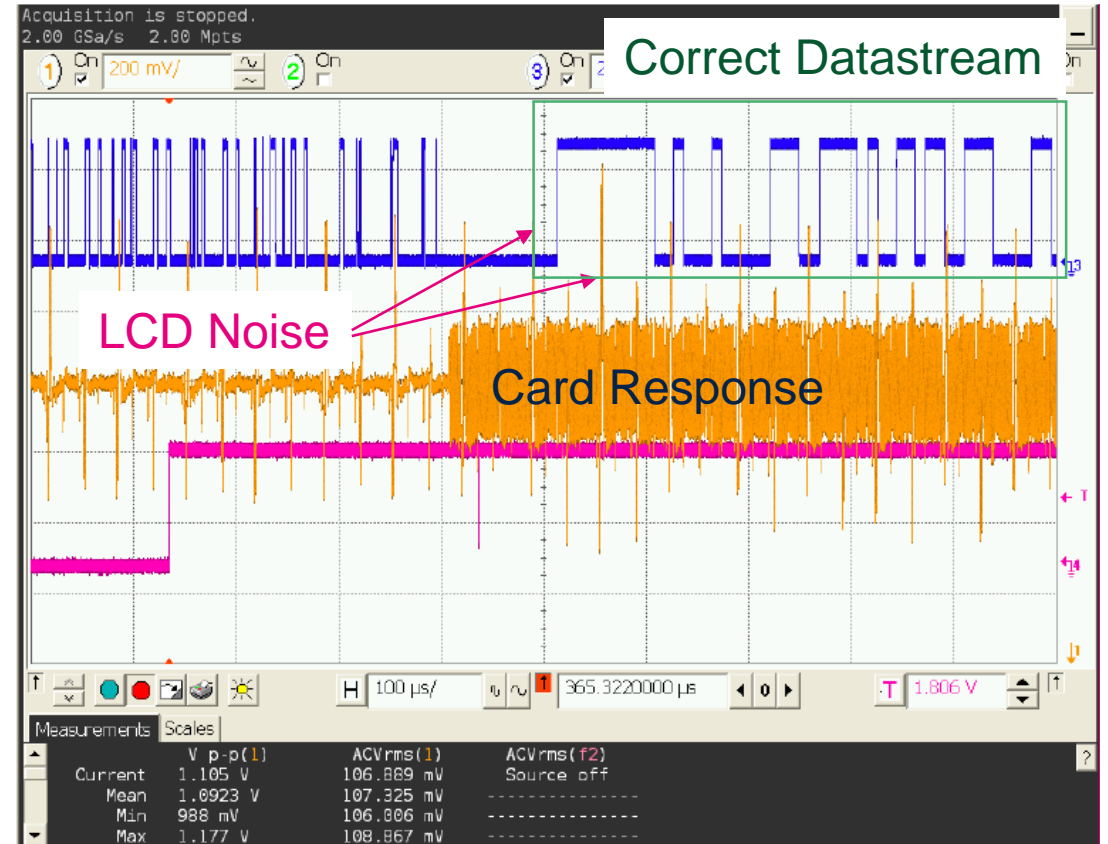 Acquisition is stopped.
2.00 GSa/s 2.00 Mpts
Correct Datastream
1 On 200 mV/ 2 On 3 On 2
LCD Noise
Card Response
T
H 100 µs/ 365.3220000 µs 0 T 1.806 V
Measurements Scales
V p-p(1) ACVrms(1) ACVrms(f2)
Current 1.105 V 106.889 mV Source off
Mean 1.0923 V 107.325 mV ---------------
Min 988 mV 106.806 mV ---------------
Max 1.177 V 108.867 mV ---------------
?